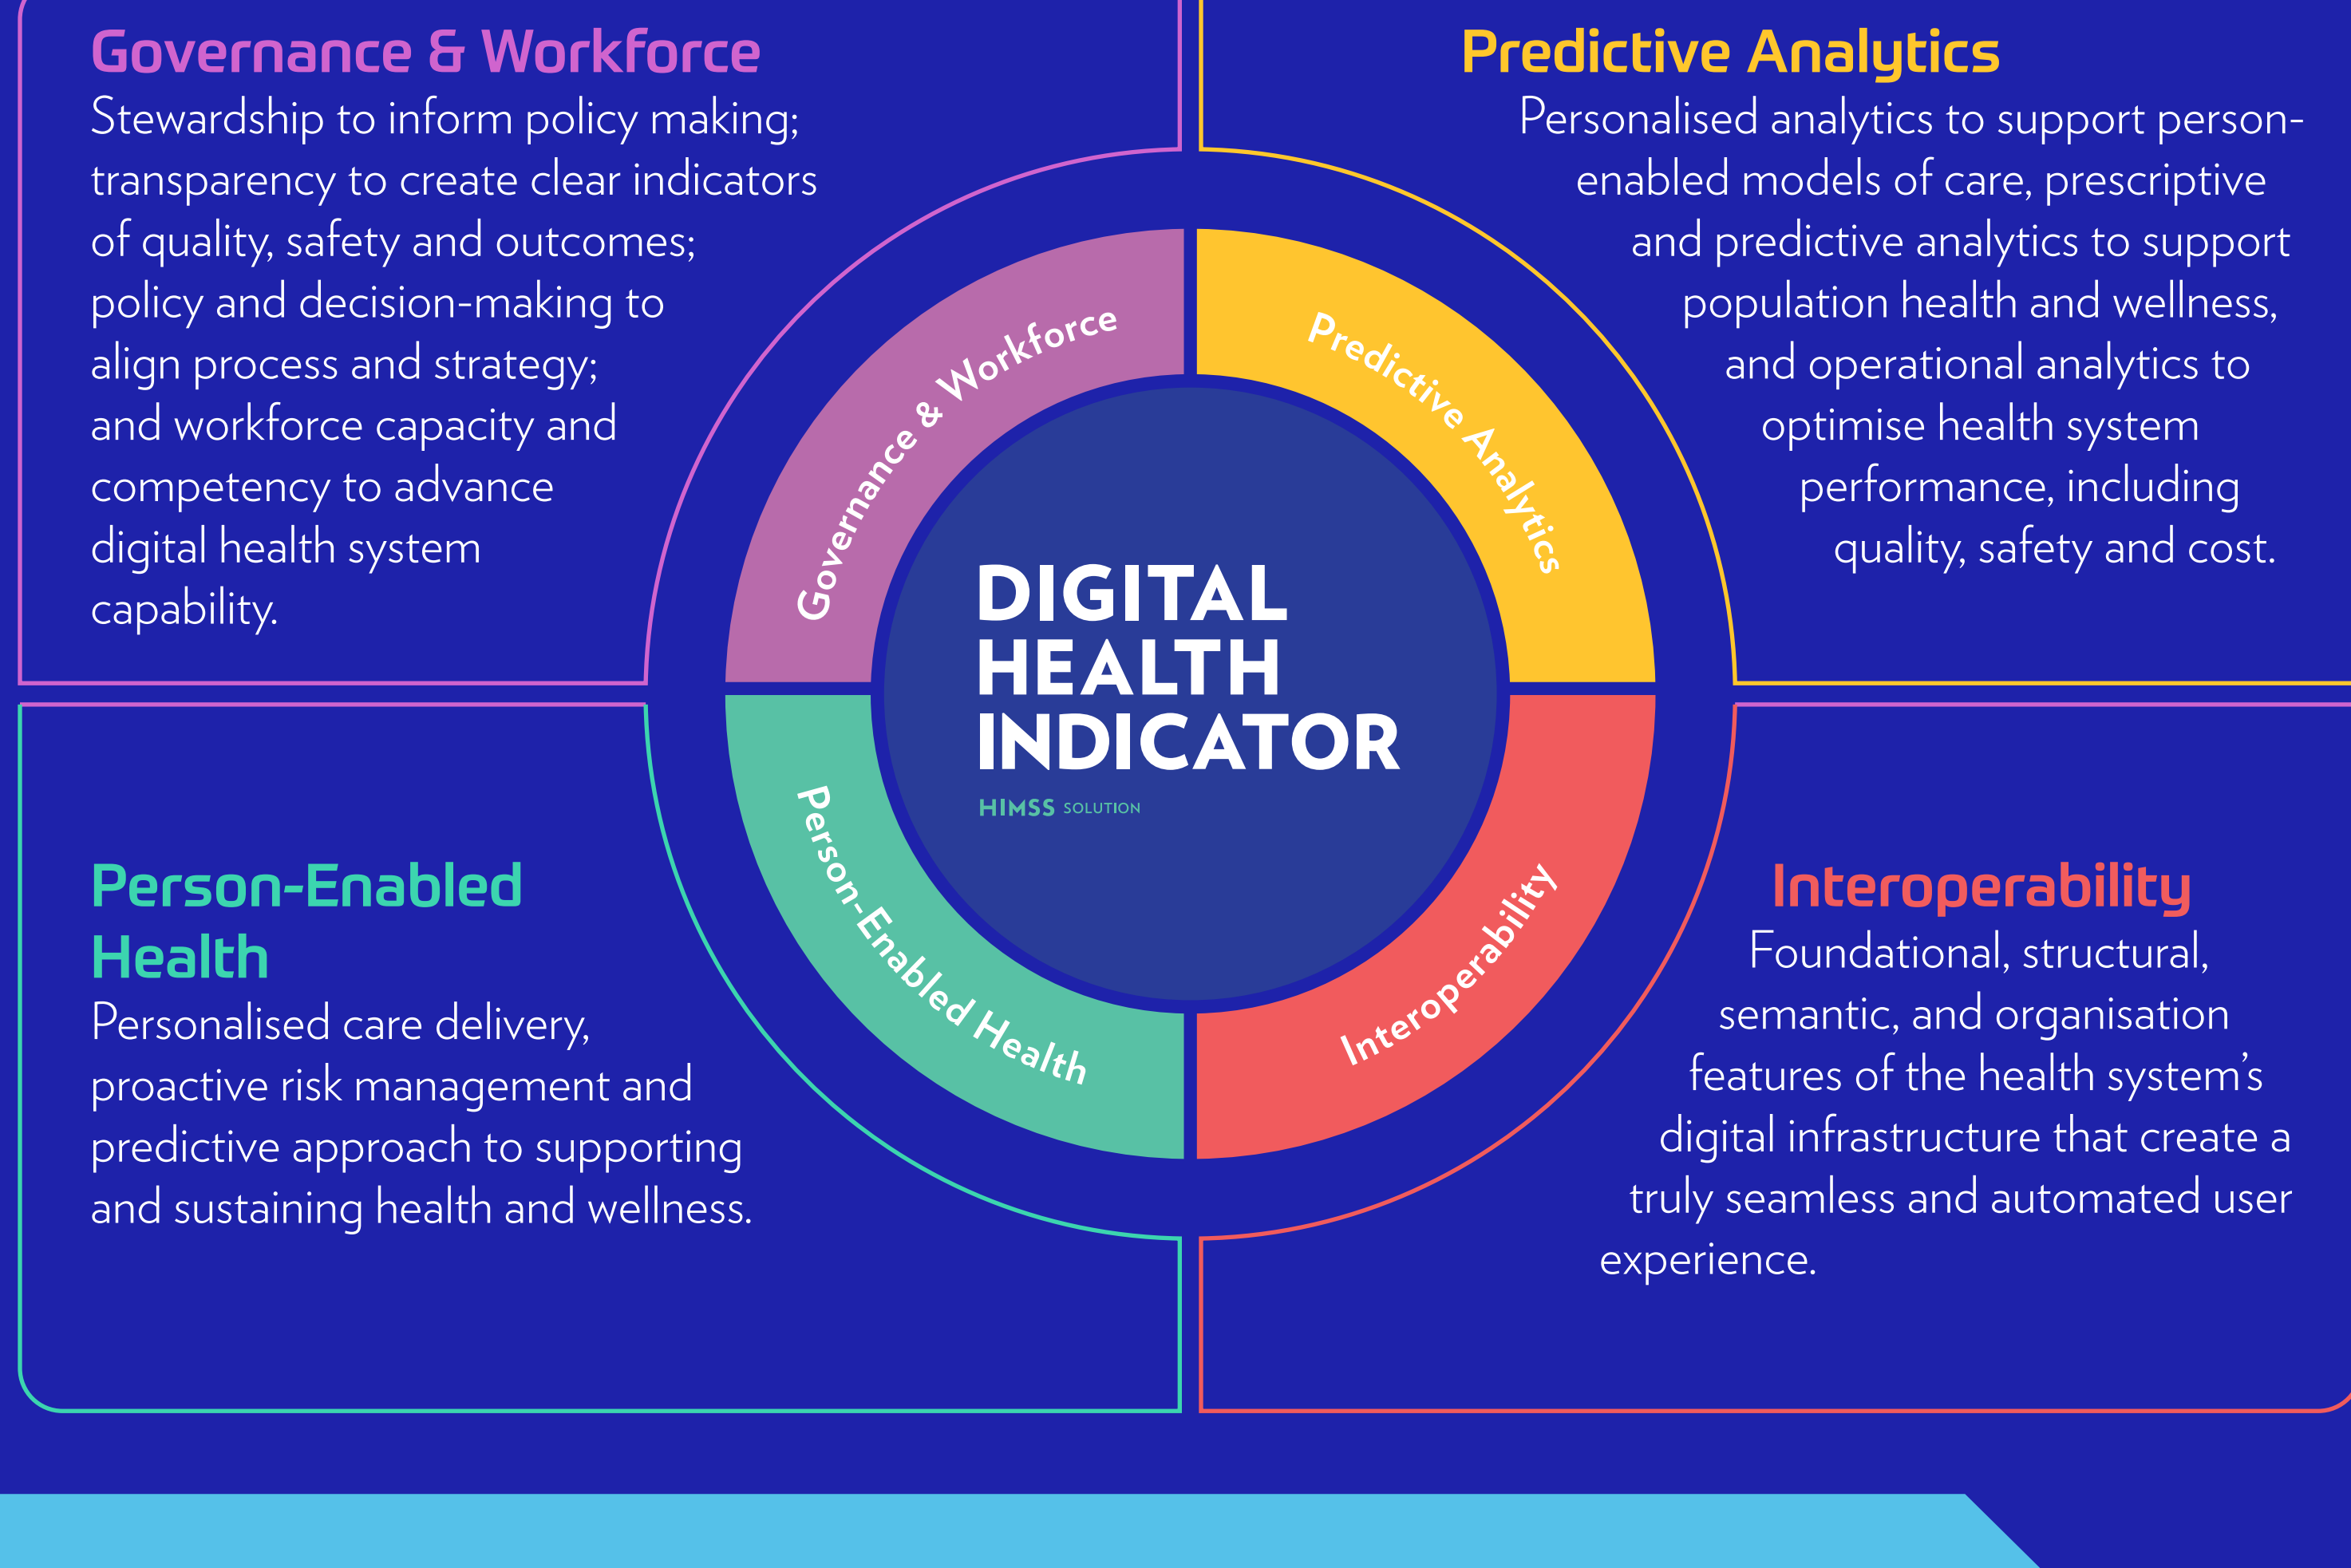 Governance & Workforce
Stewardship to inform policy making;
transparency to create clear indicators
of quality, safety and outcomes;
policy and decision-making to
align process and strategy;
and workforce capacity and
competency to advance
digital health system
capability.
Predictive Analytics
Personalised analytics to support person-
enabled models of care, prescriptive
and predictive analytics to support
population health and wellness,
and operational analytics to
optimise health system
performance, including
quality, safety and cost.
Governance & Workforce
Predictive Analytics
DIGITAL
HEALTH
INDICATOR
HIMSS SOLUTION
Person-Enabled Health
Interoperability
Person-Enabled
Health
Personalised care delivery,
proactive risk management and
predictive approach to supporting
and sustaining health and wellness.
Interoperability
Foundational, structural,
semantic, and organisation
features of the health system’s
digital infrastructure that create a
truly seamless and automated user
experience.